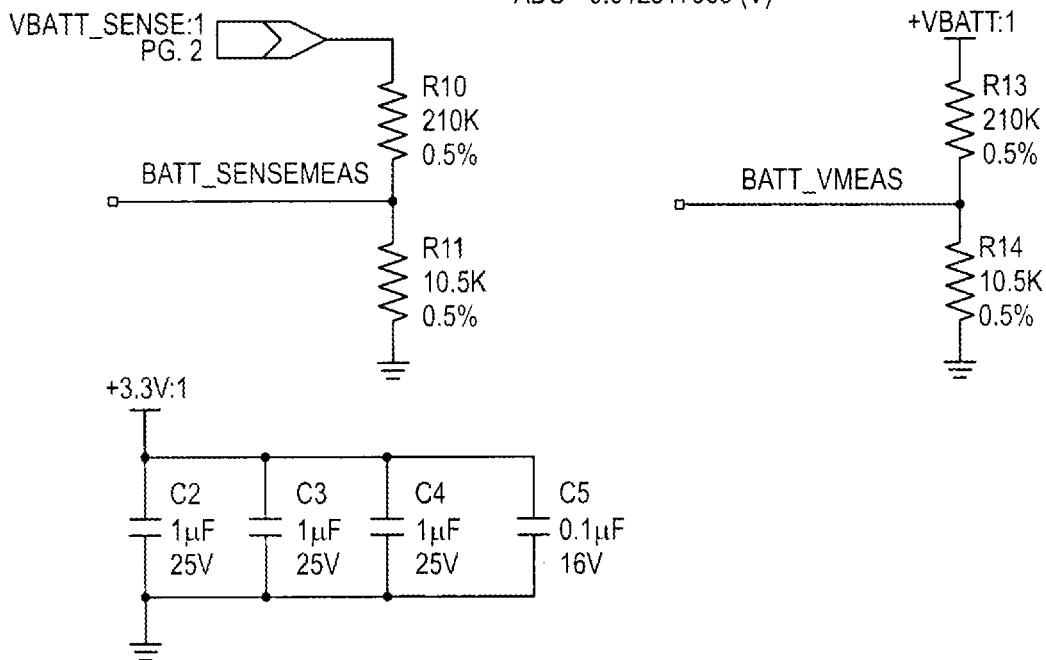 VBATT_SENSE:1
PG. 2
R10
210K
0.5%
BATT_SENSEMEAS
R11
10.5K
0.5%
+VBATT:1
R13
210K
0.5%
BATT_VMEAS
R14
10.5K
0.5%
+3.3V:1
C2
1µF
25V
C3
1µF
25V
C4
1µF
25V
C5
0.1µF
16V